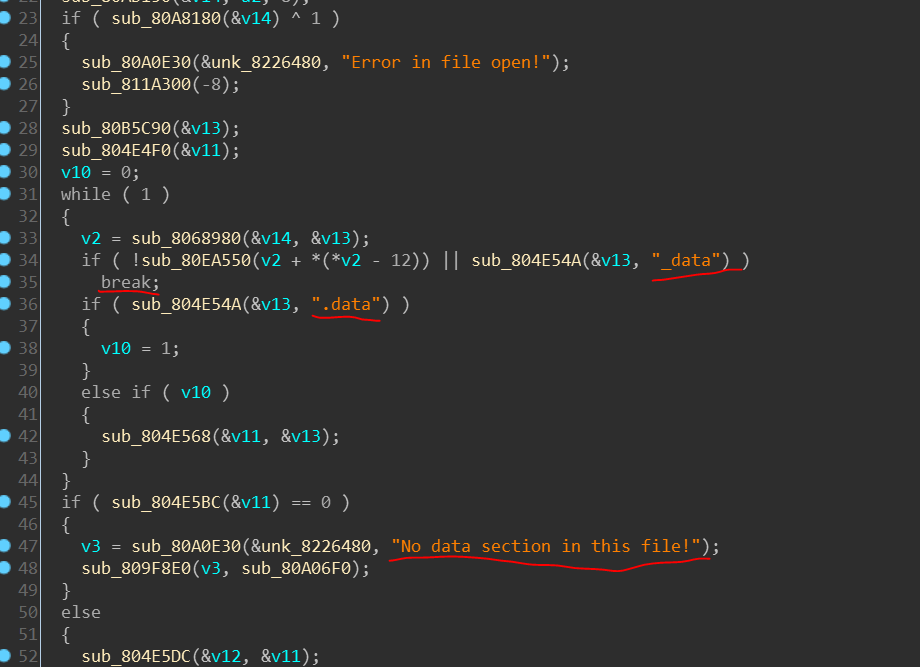 23 if ( sub_80A8180(&v14) ^ 1 )
24 {
25 sub_80A0E30(&unk_8226480, "Error in file open!");
26 sub_811A300(-8);
27 }
28 sub_80B5C90(&v13);
29 sub_804E4F0(&v11);
30 v10 = 0;
31 while ( 1 )
32 {
33 v2 = sub_8068980(&v14, &v13);
34 if ( !sub_80EA550(v2 + *(*v2 - 12)) || sub_804E54A(&v13, "_data") )
35 break;
36 if ( sub_804E54A(&v13, ".data") )
37 {
38 v10 = 1;
39 }
40 else if ( v10 )
41 {
42 sub_804E568(&v11, &v13);
43 }
44 }
45 if ( sub_804E5BC(&v11) == 0 )
46 {
47 v3 = sub_80A0E30(&unk_8226480, "No data section in this file!");
48 sub_809F8E0(v3, sub_80A06F0);
49 }
50 else
51 {
52 sub_804E5DC(&v12, &v11);